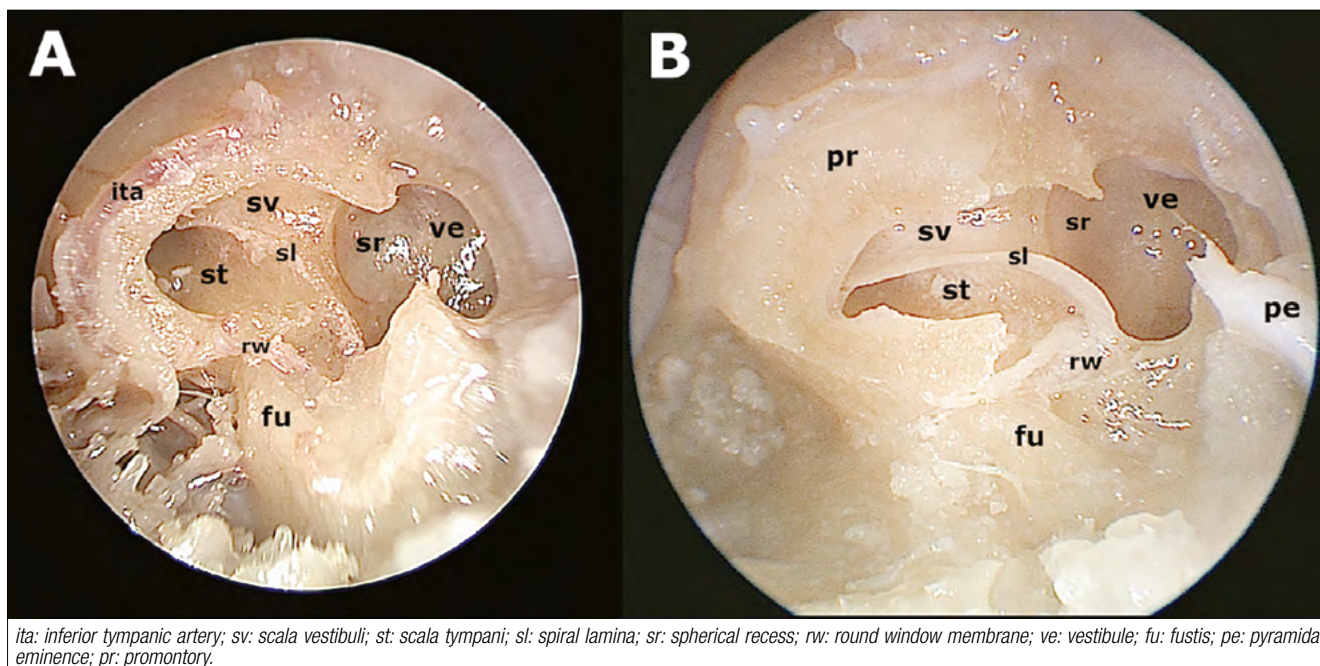 A
B
ita
sv
sl
st
sr
ve
rw
fu
pr
sv
sl
st
sr
ve
pe
rw
fu
ita: inferior tympanic artery; sv: scala vestibuli; st: scala tympani; sl: spiral lamina; sr: spherical recess; rw: round window membrane; ve: vestibule; fu: fustis; pe: pyramida
eminence; pr: promontory.